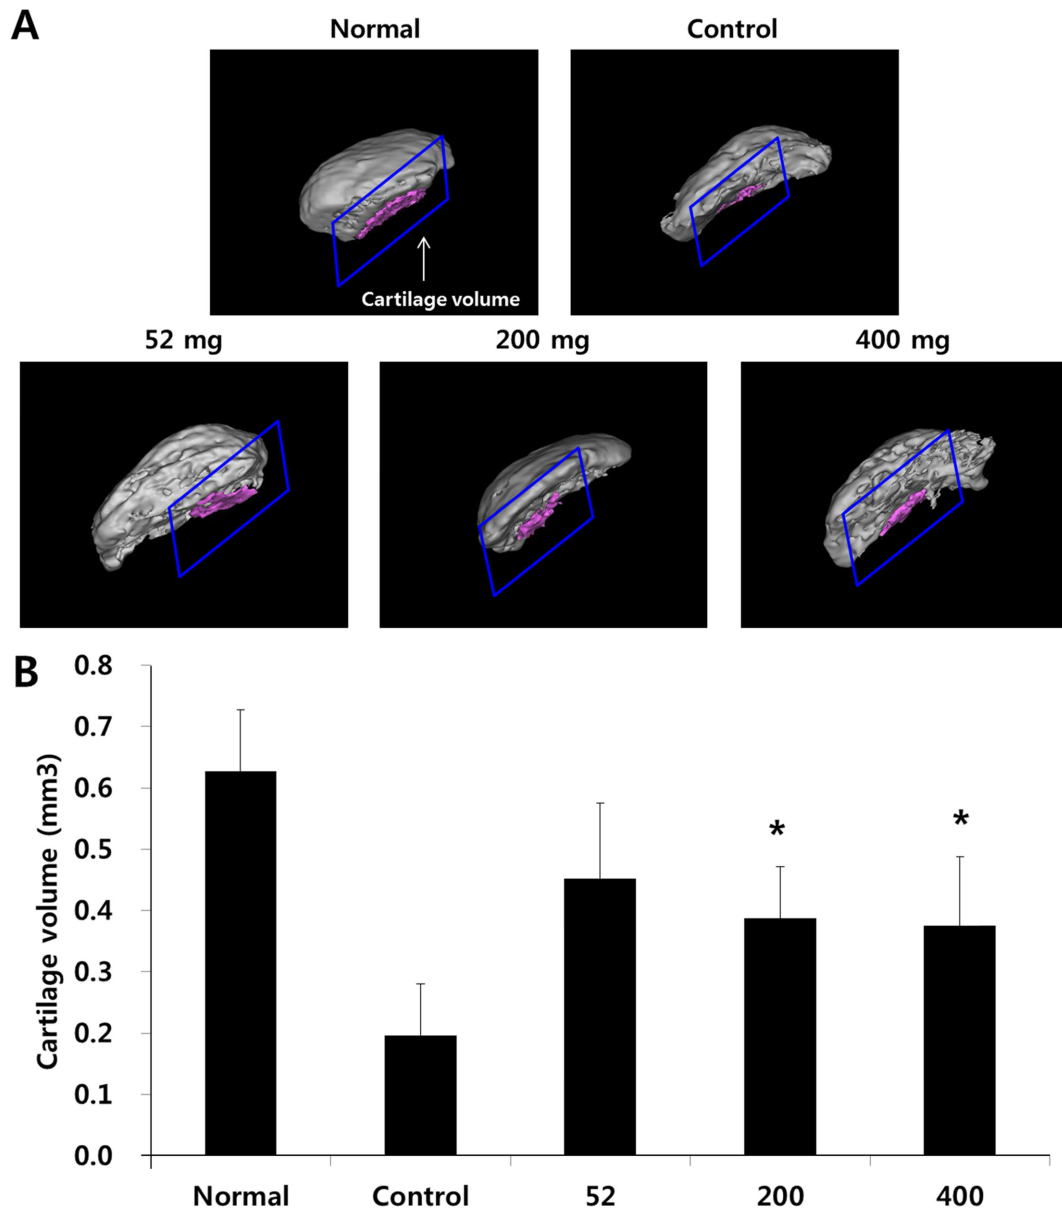 A
Normal
Control
Cartilage volume
52 mg
200 mg
400 mg
B
Cartilage volume (mm3)
0.8
0.7
0.6
0.5
0.4
0.3
0.2
0.1
0.0
*
*
Normal
Control
52
200
400